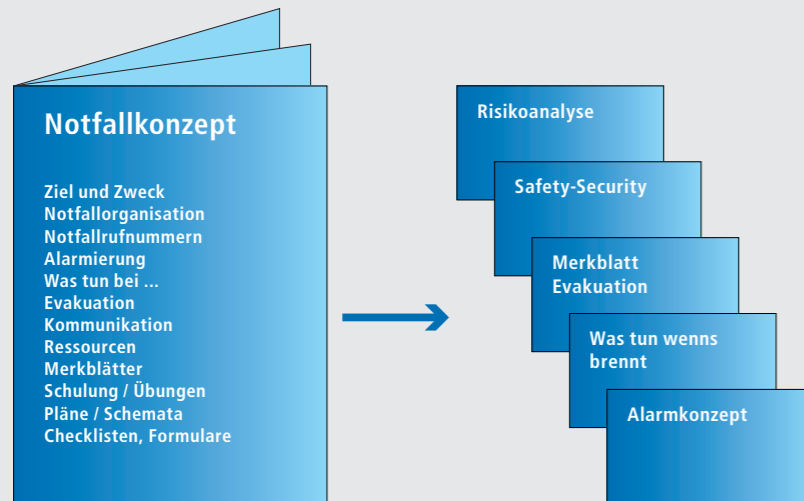 Notfallkonzept
Ziel und Zweck
Notfallorganisation
Notfallrufnummern
Alarmierung
Was tun bei ...
Evakuation
Kommunikation
Ressourcen
Merkblätter
Schulung / Übungen
Pläne / Schemata
Checklisten, Formulare
Risikoanalyse
Safety-Security
Merkblatt
Evakuation
Was tun wenns
brennt
Alarmkonzept